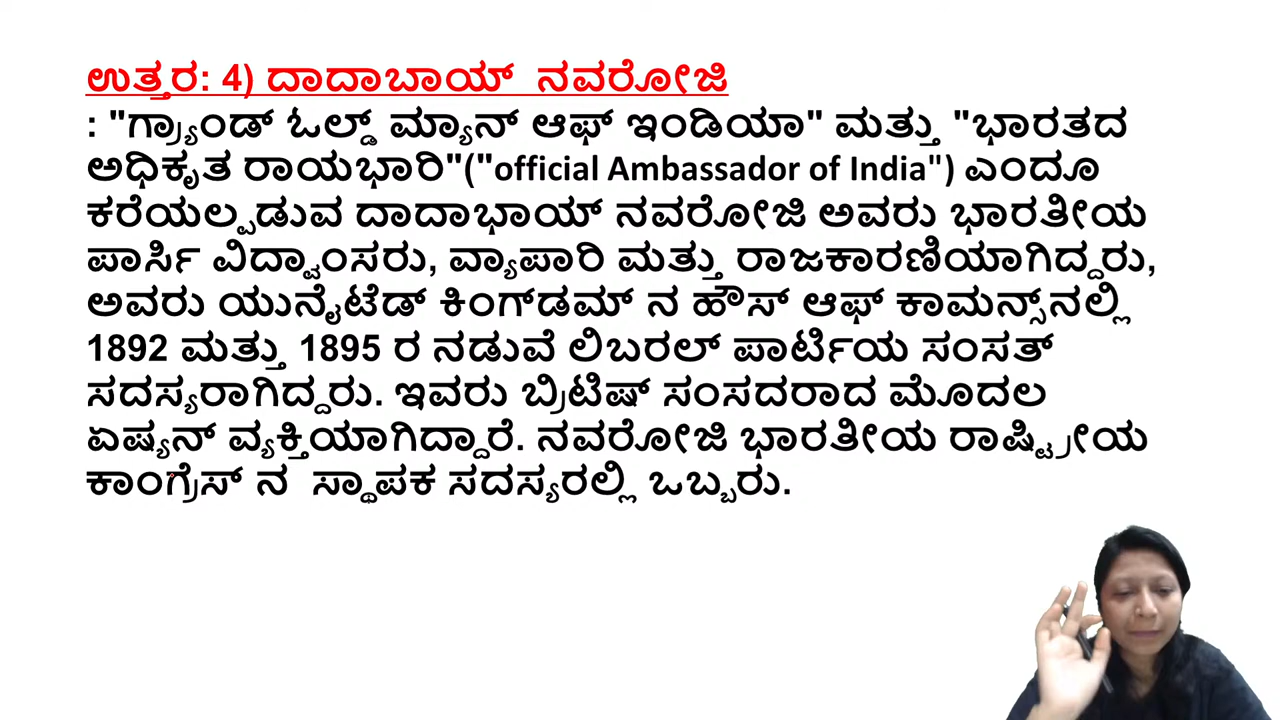 ಉತ್ತರ: 4) ದಾದಾಬಾಯ್ ನವರೋಜಿ
: "ಗ್ರ್ಯಾಂಡ್ ಓಲ್ಡ್ ಮ್ಯಾನ್ ಆಫ್ ಇಂಡಿಯಾ" ಮತ್ತು "ಭಾರತದ
ಅಧಿಕೃತ ರಾಯಭಾರಿ"("official Ambassador of India") ಎಂದೂ
ಕರೆಯಲ್ಪಡುವ ದಾದಾಭಾಯ್ ನವರೋಜಿ ಅವರು ಭಾರತೀಯ
ಪಾರ್ಸಿ ವಿದ್ವಾಂಸರು, ವ್ಯಾಪಾರಿ ಮತ್ತು ರಾಜಕಾರಣಿಯಾಗಿದ್ದರು,
ಅವರು ಯುನೈಟೆಡ್ ಕಿಂಗ್‌ಡಮ್ ನ ಹೌಸ್ ಆಫ್ ಕಾಮನ್ಸ್‌ನಲ್ಲಿ
1892 ಮತ್ತು 1895 ರ ನಡುವೆ ಲಿಬರಲ್ ಪಾರ್ಟಿಯ ಸಂಸತ್
ಸದಸ್ಯರಾಗಿದ್ದರು. ಇವರು ಬ್ರಿಟಿಷ್ ಸಂಸದರಾದ ಮೊದಲ
ಏಷ್ಯನ್ ವ್ಯಕ್ತಿಯಾಗಿದ್ದಾರೆ. ನವರೋಜಿ ಭಾರತೀಯ ರಾಷ್ಟ್ರೀಯ
ಕಾಂಗ್ರೆಸ್ ನ ಸ್ಥಾಪಕ ಸದಸ್ಯರಲ್ಲಿ ಒಬ್ಬರು.